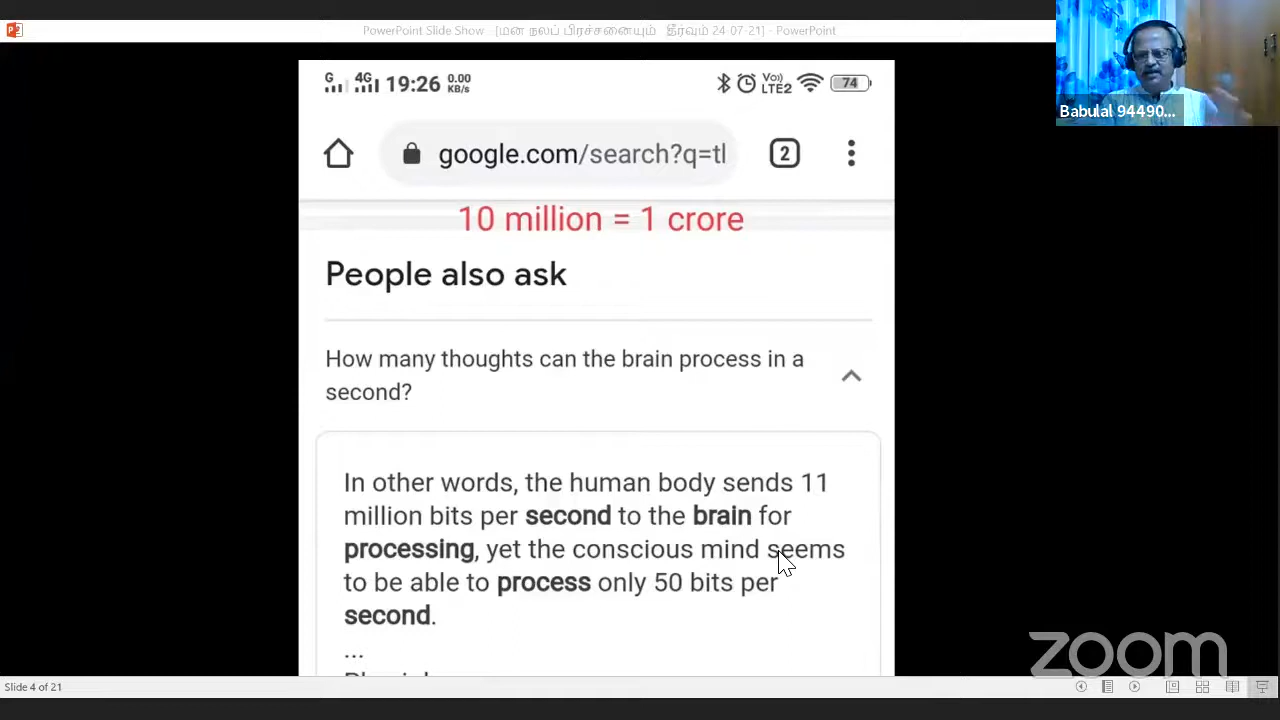 PowerPoint Slide Show - [மன நலப் பிரச்சனையும் தீர்வும் 24-07-21] - PowerPoint
Babulal 94490...
G 4G 19:26 0.00 KB/s Vo) LTE2 74
google.com/search?q=tl 2
10 million = 1 crore
People also ask
How many thoughts can the brain process in a
second?
In other words, the human body sends 11
million bits per second to the brain for
processing, yet the conscious mind seems
to be able to process only 50 bits per
second.
...
zoom
Slide 4 of 21